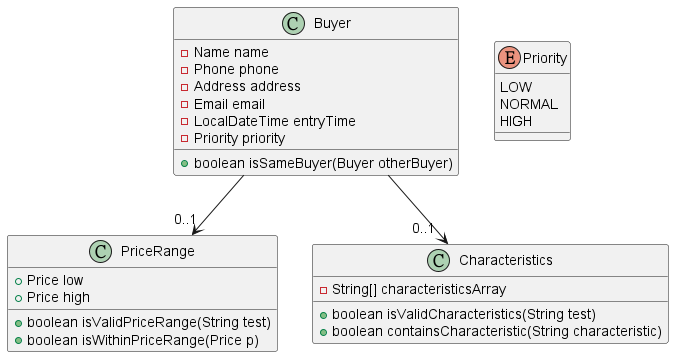 C Buyer
Name name
Phone phone
Address address
Email email
LocalDateTime entryTime
Priority priority
boolean isSameBuyer(Buyer otherBuyer)
E Priority
LOW
NORMAL
HIGH
0..1
0..1
C PriceRange
Price low
Price high
boolean isValidPriceRange(String test)
boolean isWithinPriceRange(Price p)
C Characteristics
String[] characteristicsArray
boolean isValidCharacteristics(String test)
boolean containsCharacteristic(String characteristic)